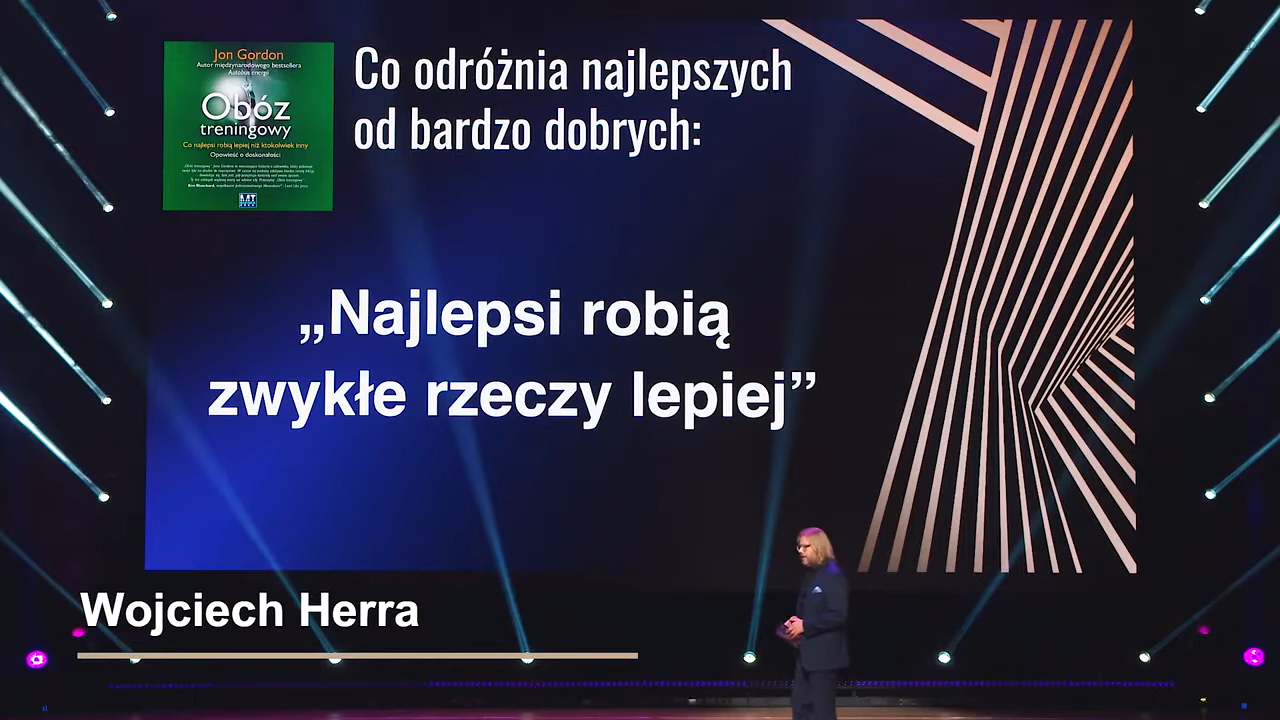 Jon Gordon
Autor międzynarodowego bestsellera
Autobus energii
Obóz
treningowy
Co najlepsi robią lepiej niż ktokolwiek inny
Opowieść o doskonałości
MT
Co odróżnia najlepszych
od bardzo dobrych:
„Najlepsi robią
zwykłe rzeczy lepiej”
Wojciech Herra